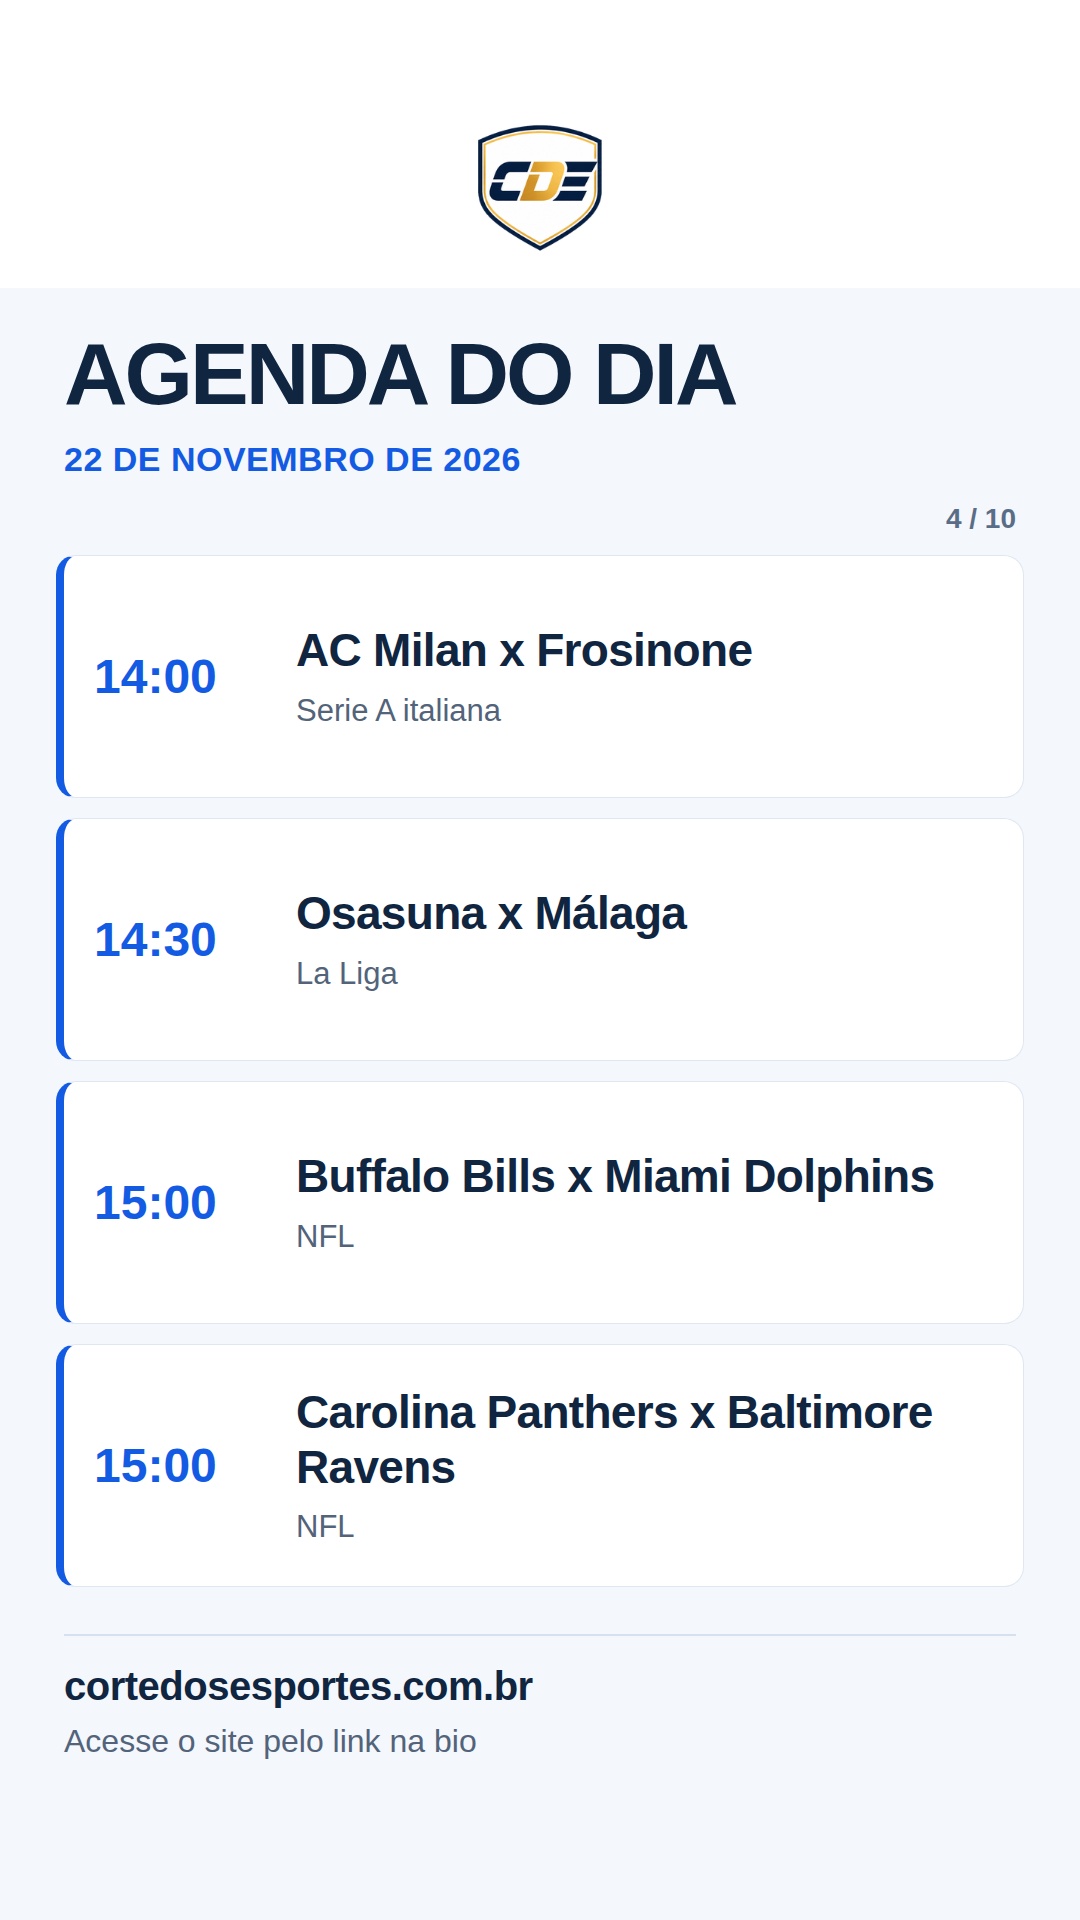 CDE
AGENDA DO DIA
22 DE NOVEMBRO DE 2026
4 / 10
14:00
AC Milan x Frosinone
Serie A italiana
14:30
Osasuna x Málaga
La Liga
15:00
Buffalo Bills x Miami Dolphins
NFL
15:00
Carolina Panthers x Baltimore
Ravens
NFL
cortedosesportes.com.br
Acesse o site pelo link na bio